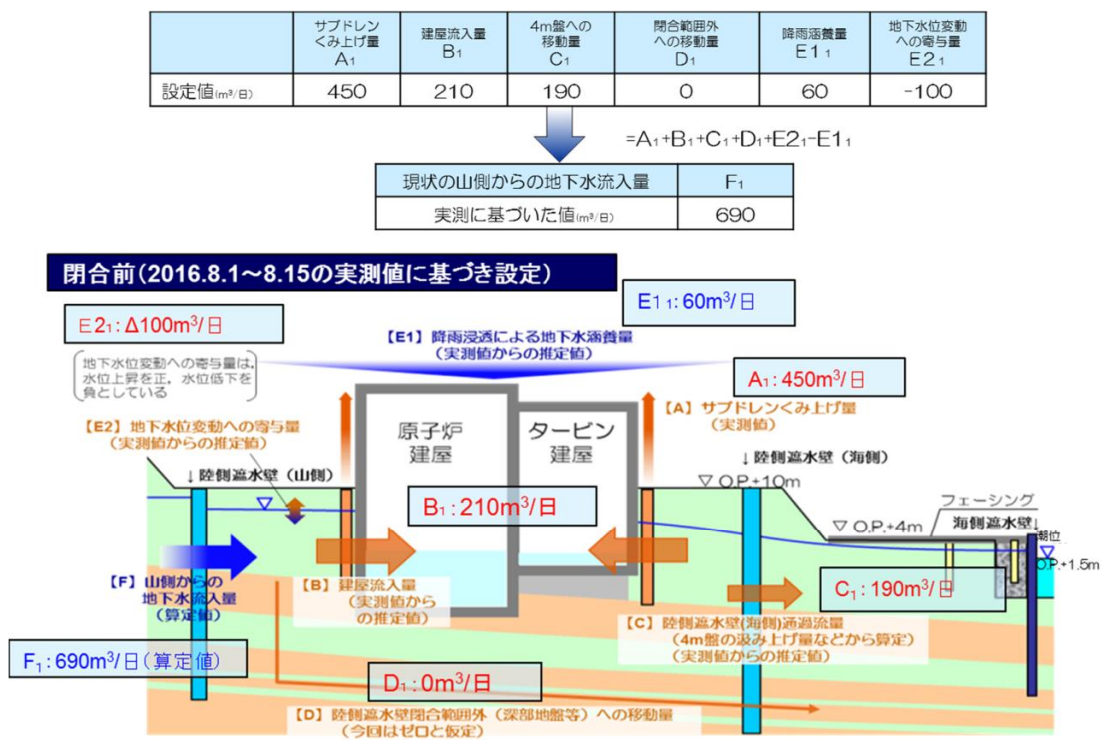 サブドレン
くみ上げ量
A₁
建屋流入量
B₁
4m盤への
移動量
C₁
閉合範囲外
への移動量
D₁
降雨涵養量
E1₁
地下水位変動
への寄与量
E2₁
設定値(m³/日) 450 210 190 0 60 -100
=A₁+B₁+C₁+D₁+E2₁-E1₁
現状の山側からの地下水流入量 F₁
実測に基づいた値(m³/日) 690
閉合前(2016.8.1～8.15の実測値に基づき設定)
E1₁:60m³/日
E2₁:Δ100m³/日
【E1】降雨浸透による地下水涵養量
(実測値からの推定値)
地下水位変動への寄与量は、
水位上昇を正，水位低下を
負としている
A₁:450m³/日
【A】サブドレンくみ上げ量
(実測値)
【E2】地下水位変動への寄与量
(実測値からの推定値)
原子炉
建屋
タービン
建屋
↓陸側遮水壁(山側)
↓陸側遮水壁(海側)
▽O.P.+10m
B₁:210m³/日
フェーシング
▽O.P.+4m
海側遮水壁↓
潮位
O.P.+1.5m
【F】山側からの
地下水流入量
(算定値)
【B】建屋流入量
(実測値から
の推定値)
C₁:190m³/日
【C】陸側遮水壁(海側)通過流量
(4m盤の汲み上げ量などから算定)
(実測値からの推定値)
F₁:690m³/日(算定値)
D₁:0m³/日
【D】陸側遮水壁閉合範囲外(深部地盤等)への移動量
(今回はゼロと仮定)